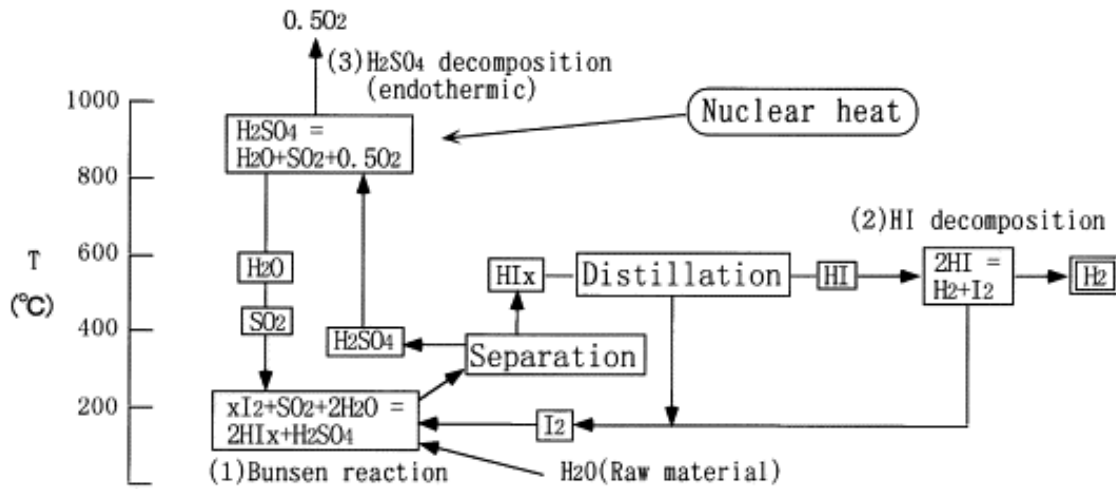 0.5O2
(3)H2SO4 decomposition
(endothermic)
1000
Nuclear heat
H2SO4 =
H2O+SO2+0.5O2
800
(2)HI decomposition
T
(℃)
600
H2O
HIx
Distillation
HI
2HI =
H2+I2
H2
SO2
400
H2SO4
Separation
200
xI2+SO2+2H2O =
2HIx+H2SO4
I2
(1)Bunsen reaction
H2O(Raw material)